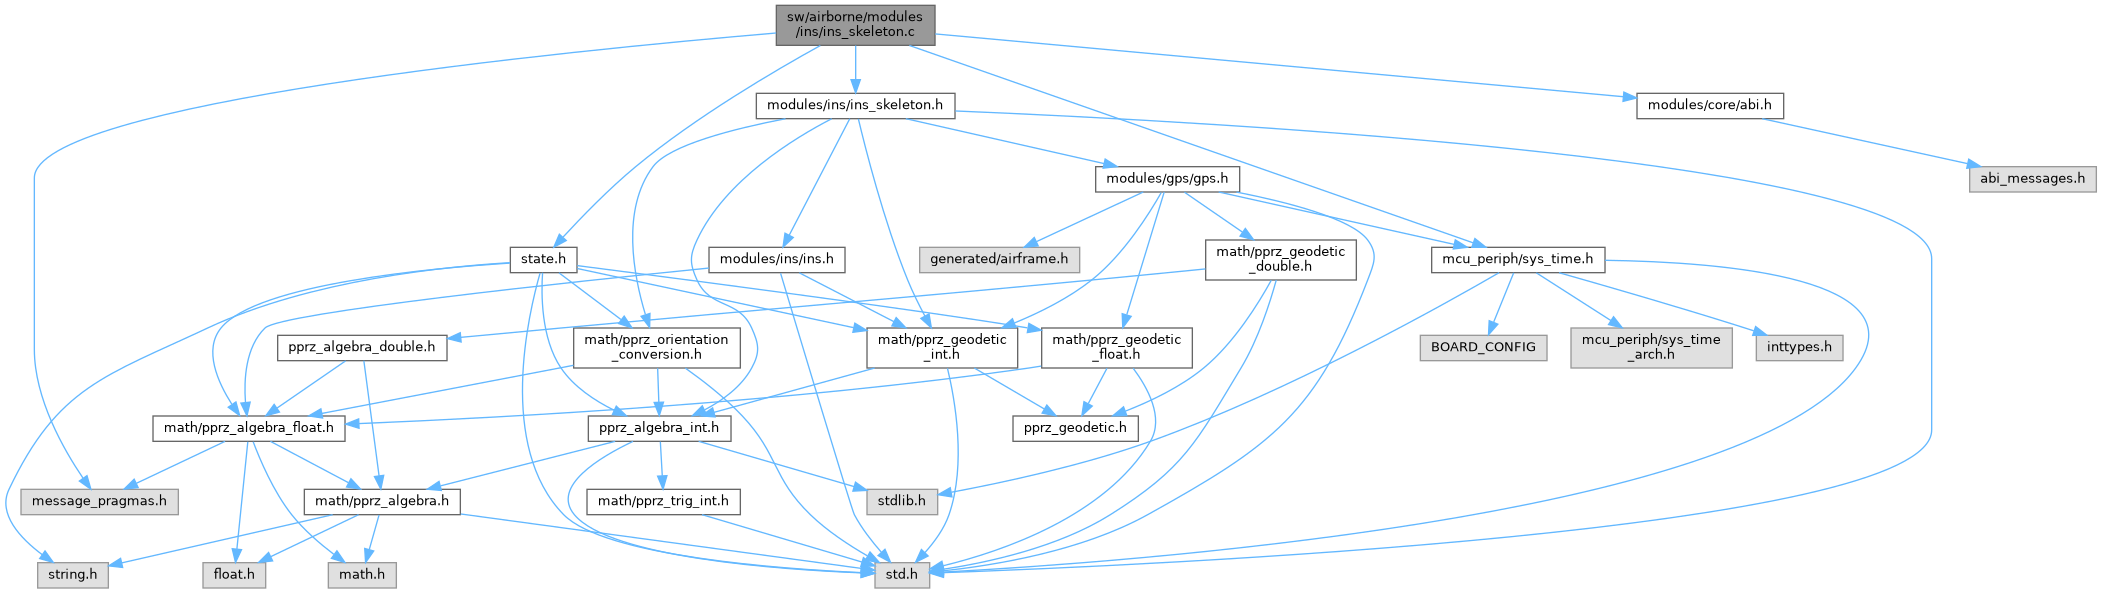 sw/airborne/modules
/ins/ins_skeleton.c
modules/ins/ins_skeleton.h
modules/core/abi.h
modules/gps/gps.h
abi_messages.h
state.h
modules/ins/ins.h
generated/airframe.h
math/pprz_geodetic
_double.h
mcu_periph/sys_time.h
pprz_algebra_double.h
math/pprz_orientation
_conversion.h
math/pprz_geodetic
_int.h
math/pprz_geodetic
_float.h
BOARD_CONFIG
mcu_periph/sys_time
_arch.h
inttypes.h
math/pprz_algebra_float.h
pprz_algebra_int.h
pprz_geodetic.h
message_pragmas.h
math/pprz_algebra.h
math/pprz_trig_int.h
stdlib.h
string.h
float.h
math.h
std.h